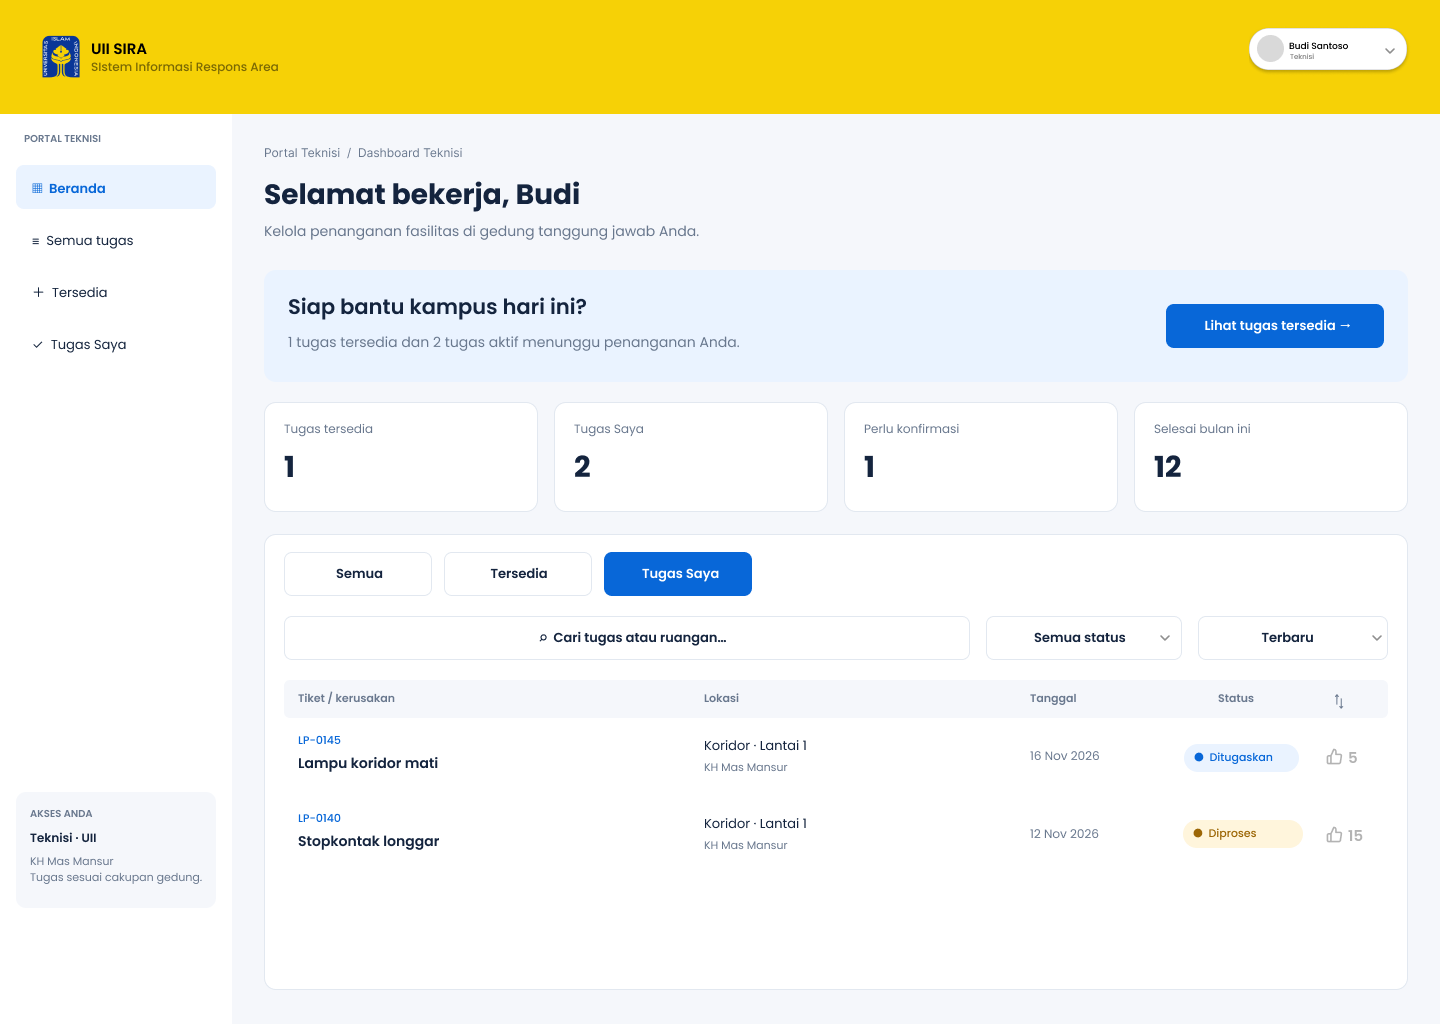 ISLAM
UNIVERSITAS
INDONESIA
UII SIRA
SIstem Informasi Respons Area
Budi Santoso
Teknisi
PORTAL TEKNISI
Beranda
Semua tugas
Tersedia
Tugas Saya
AKSES ANDA
Teknisi · UII
KH Mas Mansur
Tugas sesuai cakupan gedung.
Portal Teknisi / Dashboard Teknisi
Selamat bekerja, Budi
Kelola penanganan fasilitas di gedung tanggung jawab Anda.
Siap bantu kampus hari ini?
1 tugas tersedia dan 2 tugas aktif menunggu penanganan Anda.
Lihat tugas tersedia →
Tugas tersedia
1
Tugas Saya
2
Perlu konfirmasi
1
Selesai bulan ini
12
Semua
Tersedia
Tugas Saya
⌕ Cari tugas atau ruangan...
Semua status
Terbaru
Tiket / kerusakan
Lokasi
Tanggal
Status
LP-0145
Lampu koridor mati
Koridor · Lantai 1
KH Mas Mansur
16 Nov 2026
Ditugaskan
5
LP-0140
Stopkontak longgar
Koridor · Lantai 1
KH Mas Mansur
12 Nov 2026
Diproses
15